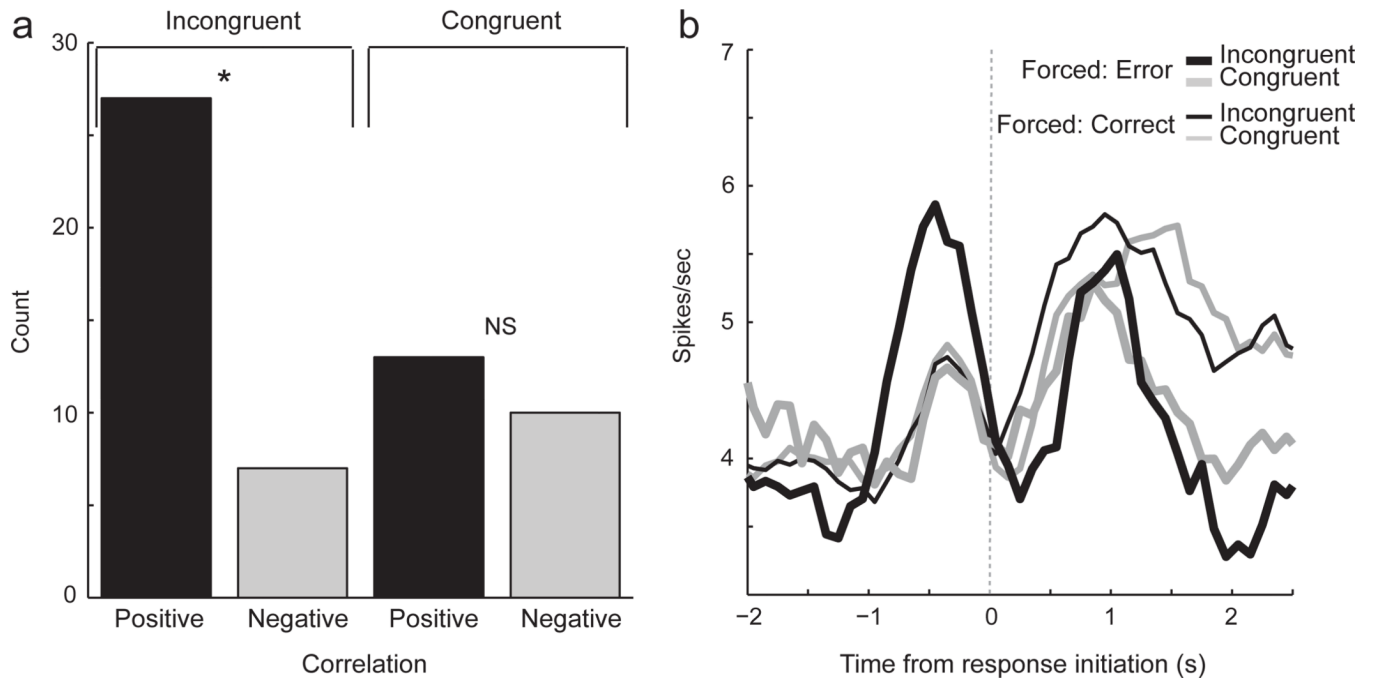 a
Incongruent
Congruent
30
*
20
NS
10
0
Count
Positive
Negative
Positive
Negative
Correlation
b
7
Forced: Error
Incongruent
Congruent
Forced: Correct
Incongruent
Congruent
6
5
4
Spikes/sec
−2
−1
0
1
2
Time from response initiation (s)